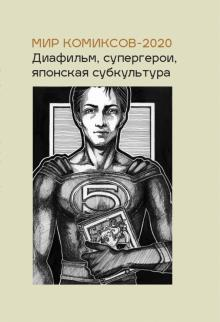 МИР КОМИКСОВ-2020
Диафильм, супергерои,
японская субкультура
5